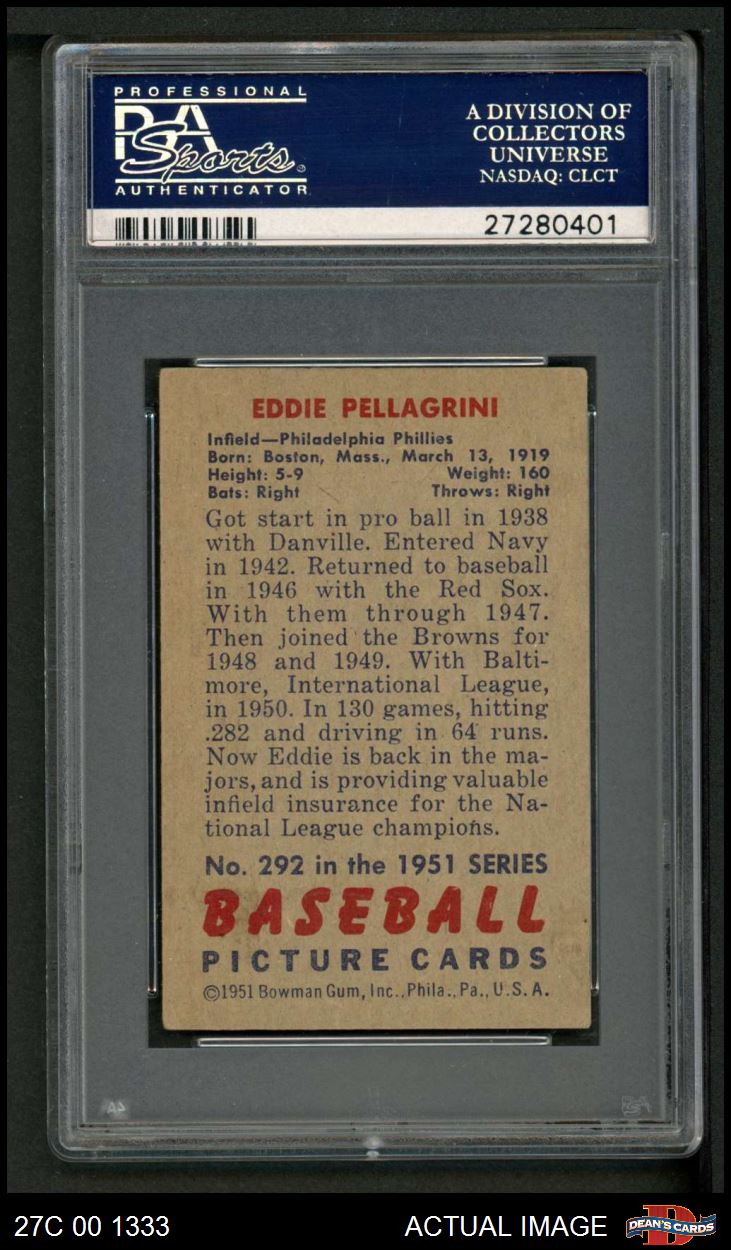 PROFESSIONAL
PSA
Sports
AUTHENTICATOR
A DIVISION OF
COLLECTORS
UNIVERSE
NASDAQ: CLCT
27280401
EDDIE PELLAGRINI
Infield—Philadelphia Phillies
Born: Boston, Mass., March 13, 1919
Height: 5-9 Weight: 160
Bats: Right Throws: Right
Got start in pro ball in 1938
with Danville. Entered Navy
in 1942. Returned to baseball
in 1946 with the Red Sox.
With them through 1947.
Then joined the Browns for
1948 and 1949. With Balti-
more, International League,
in 1950. In 130 games, hitting
.282 and driving in 64 runs.
Now Eddie is back in the ma-
jors, and is providing valuable
infield insurance for the Na-
tional League champions.
No. 292 in the 1951 SERIES
BASEBALL
PICTURE CARDS
©1951 Bowman Gum, Inc., Phila., Pa., U.S.A.
PSA
27C 00 1333
ACTUAL IMAGE
DEAN'S CARDS